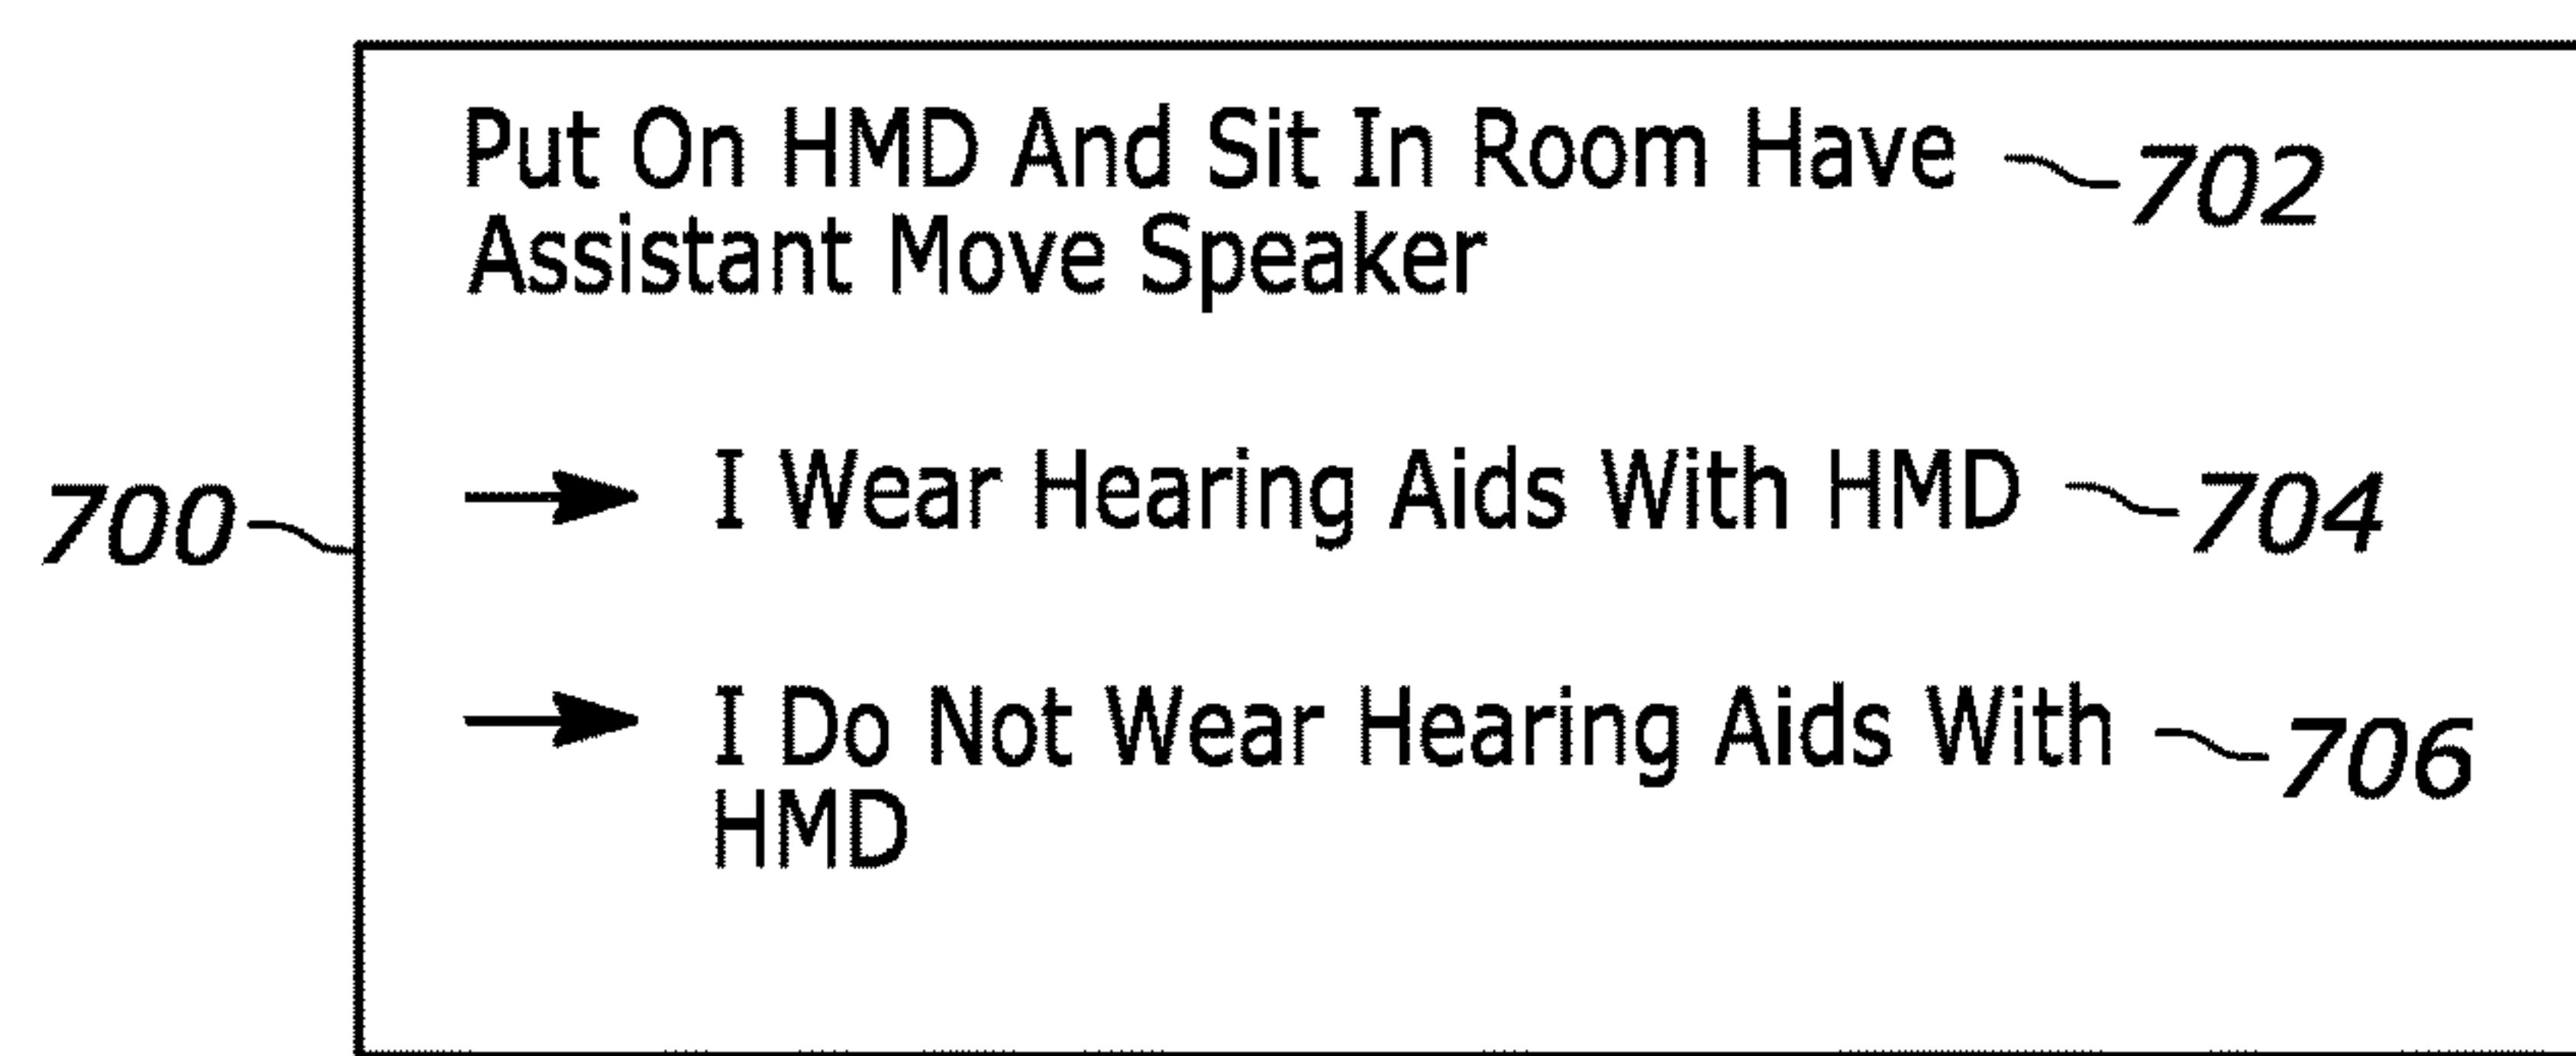 Put On HMD And Sit In Room Have 702
Assistant Move Speaker
700 I Wear Hearing Aids With HMD 704
I Do Not Wear Hearing Aids With 706
HMD